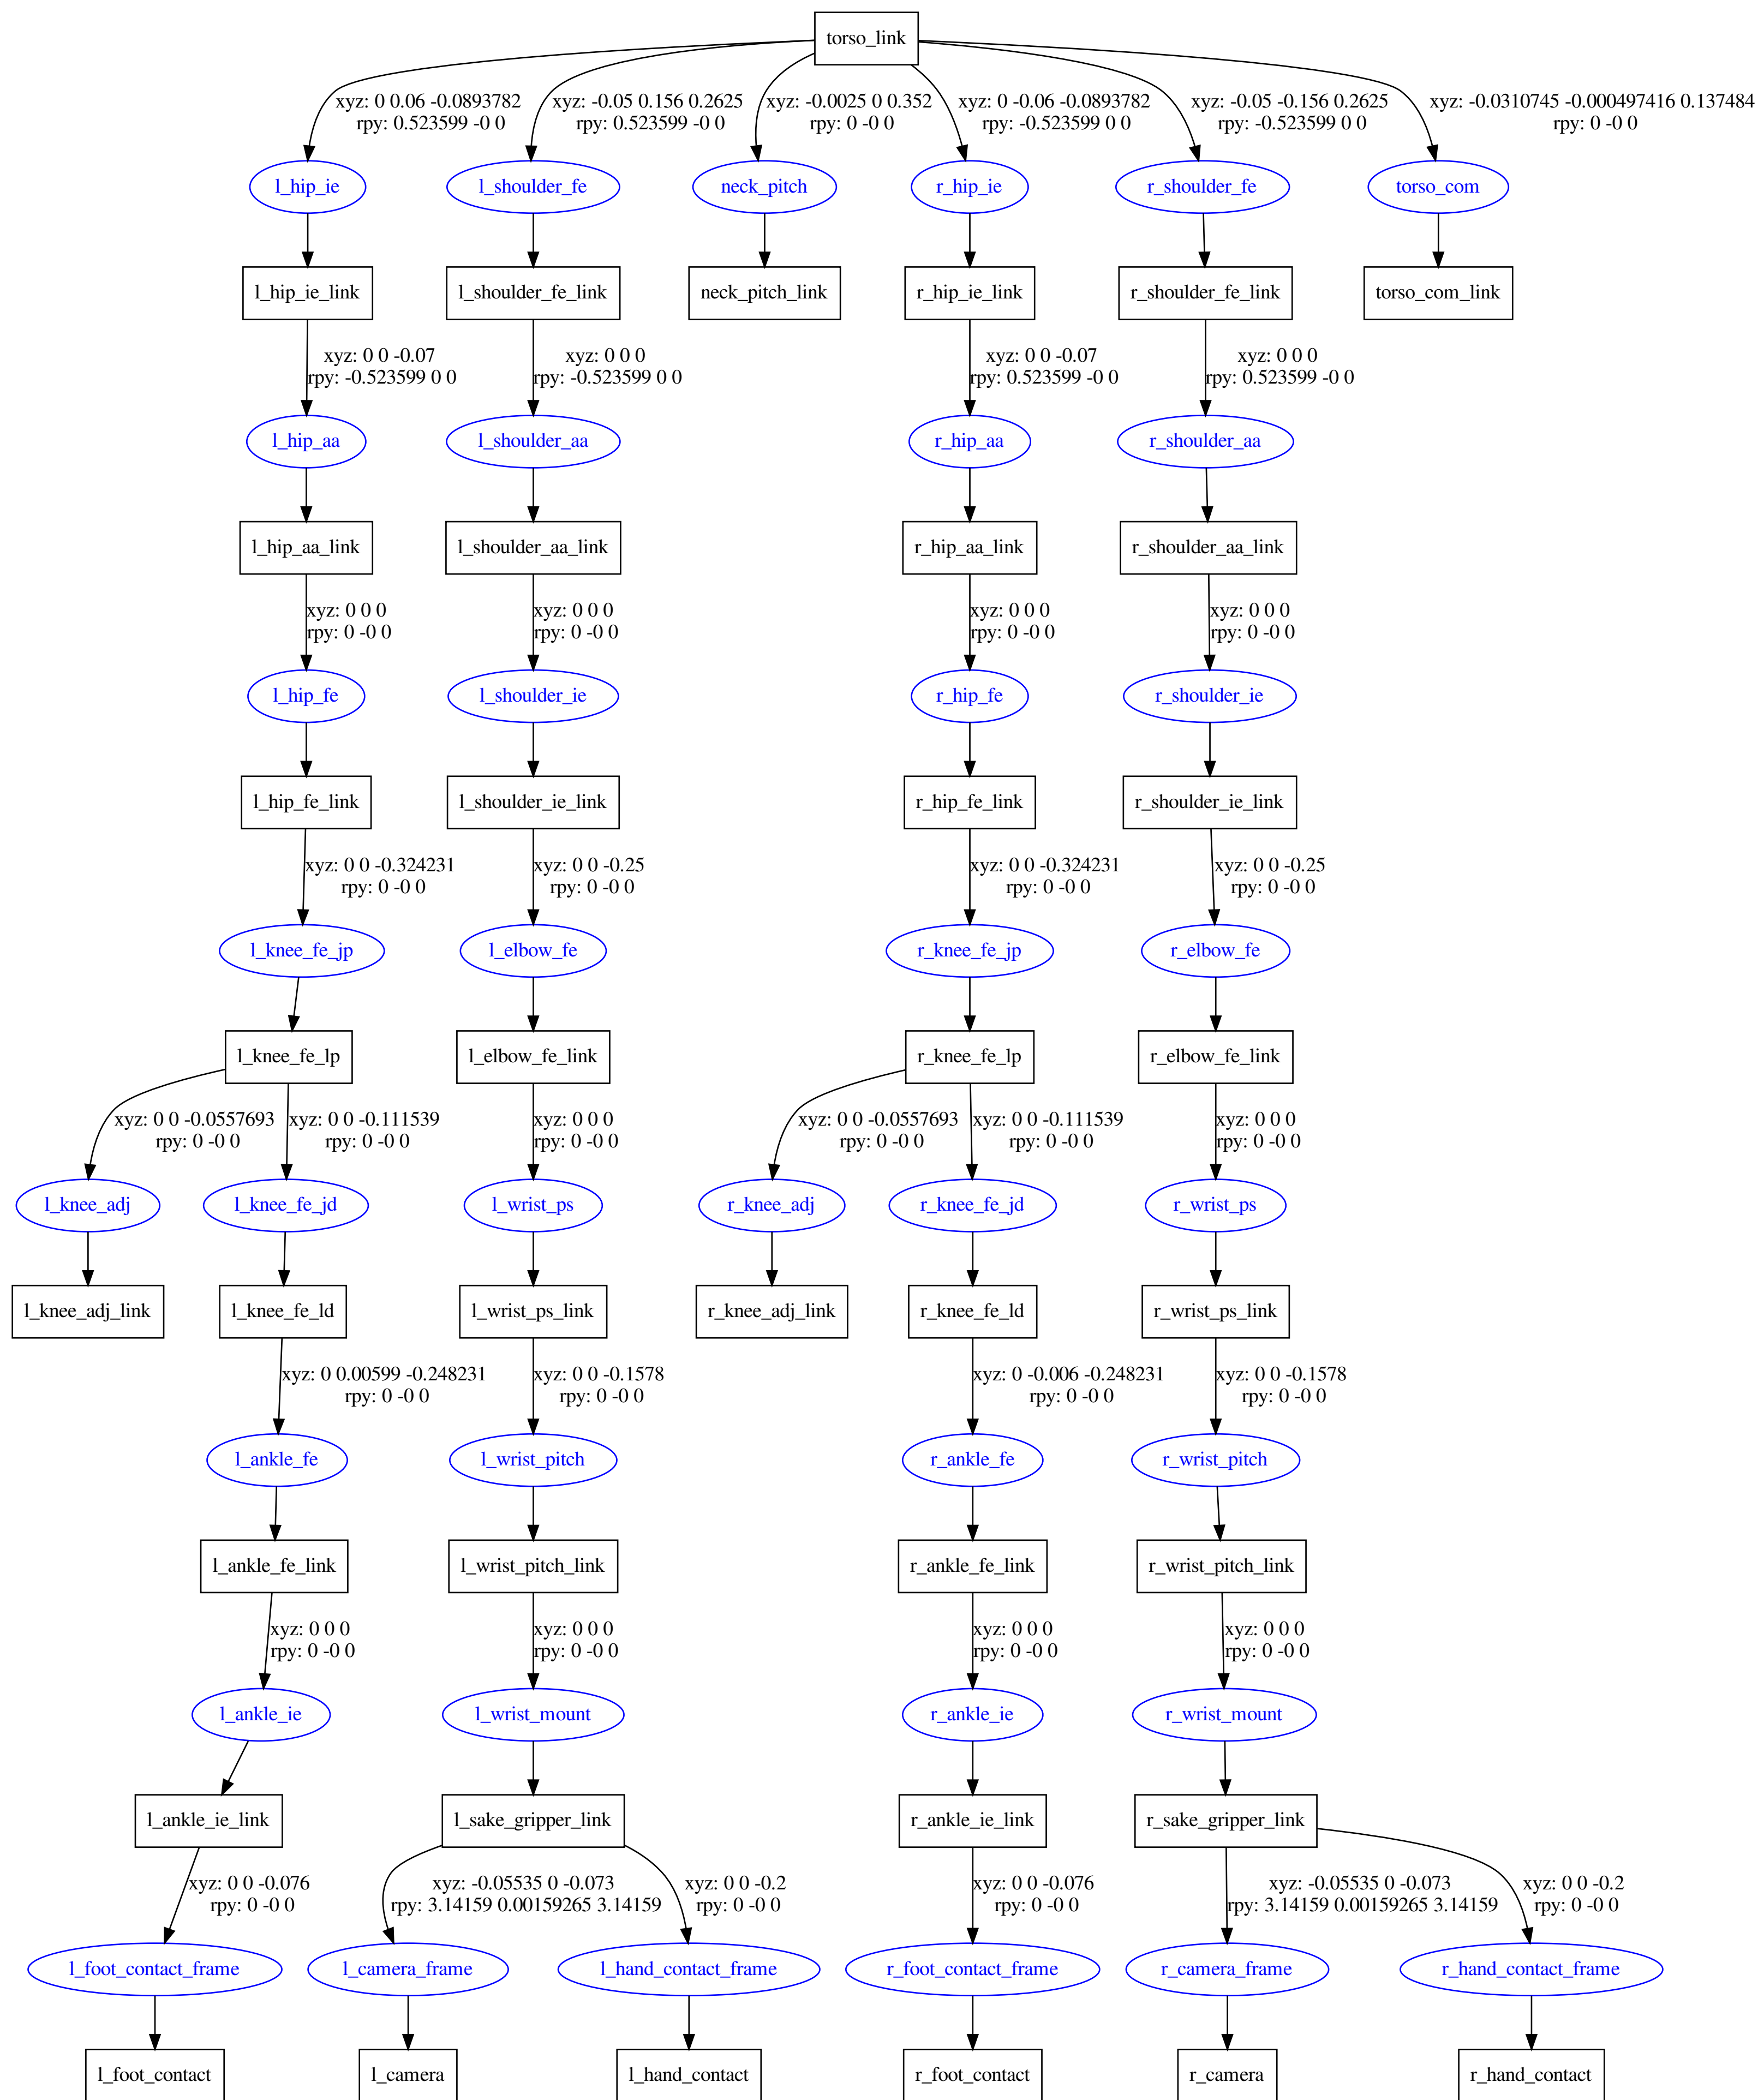 torso_link
xyz: 0 0.06 -0.0893782
rpy: 0.523599 -0 0
xyz: -0.05 0.156 0.2625
rpy: 0.523599 -0 0
xyz: -0.0025 0 0.352
rpy: 0 -0 0
xyz: 0 -0.06 -0.0893782
rpy: -0.523599 0 0
xyz: -0.05 -0.156 0.2625
rpy: -0.523599 0 0
xyz: -0.0310745 -0.000497416 0.137484
rpy: 0 -0 0
l_hip_ie
l_shoulder_fe
neck_pitch
r_hip_ie
r_shoulder_fe
torso_com
l_hip_ie_link
l_shoulder_fe_link
neck_pitch_link
r_hip_ie_link
r_shoulder_fe_link
torso_com_link
xyz: 0 0 -0.07
rpy: -0.523599 0 0
xyz: 0 0 0
rpy: -0.523599 0 0
xyz: 0 0 -0.07
rpy: 0.523599 -0 0
xyz: 0 0 0
rpy: 0.523599 -0 0
l_hip_aa
l_shoulder_aa
r_hip_aa
r_shoulder_aa
l_hip_aa_link
l_shoulder_aa_link
r_hip_aa_link
r_shoulder_aa_link
xyz: 0 0 0
rpy: 0 -0 0
xyz: 0 0 0
rpy: 0 -0 0
xyz: 0 0 0
rpy: 0 -0 0
xyz: 0 0 0
rpy: 0 -0 0
l_hip_fe
l_shoulder_ie
r_hip_fe
r_shoulder_ie
l_hip_fe_link
l_shoulder_ie_link
r_hip_fe_link
r_shoulder_ie_link
xyz: 0 0 -0.324231
rpy: 0 -0 0
xyz: 0 0 -0.25
rpy: 0 -0 0
xyz: 0 0 -0.324231
rpy: 0 -0 0
xyz: 0 0 -0.25
rpy: 0 -0 0
l_knee_fe_jp
l_elbow_fe
r_knee_fe_jp
r_elbow_fe
l_knee_fe_lp
l_elbow_fe_link
r_knee_fe_lp
r_elbow_fe_link
xyz: 0 0 -0.0557693
rpy: 0 -0 0
xyz: 0 0 -0.111539
rpy: 0 -0 0
xyz: 0 0 0
rpy: 0 -0 0
xyz: 0 0 -0.0557693
rpy: 0 -0 0
xyz: 0 0 -0.111539
rpy: 0 -0 0
xyz: 0 0 0
rpy: 0 -0 0
l_knee_adj
l_knee_fe_jd
l_wrist_ps
r_knee_adj
r_knee_fe_jd
r_wrist_ps
l_knee_adj_link
l_knee_fe_ld
l_wrist_ps_link
r_knee_adj_link
r_knee_fe_ld
r_wrist_ps_link
xyz: 0 0.00599 -0.248231
rpy: 0 -0 0
xyz: 0 0 -0.1578
rpy: 0 -0 0
xyz: 0 -0.006 -0.248231
rpy: 0 -0 0
xyz: 0 0 -0.1578
rpy: 0 -0 0
l_ankle_fe
l_wrist_pitch
r_ankle_fe
r_wrist_pitch
l_ankle_fe_link
l_wrist_pitch_link
r_ankle_fe_link
r_wrist_pitch_link
xyz: 0 0 0
rpy: 0 -0 0
xyz: 0 0 0
rpy: 0 -0 0
xyz: 0 0 0
rpy: 0 -0 0
xyz: 0 0 0
rpy: 0 -0 0
l_ankle_ie
l_wrist_mount
r_ankle_ie
r_wrist_mount
l_ankle_ie_link
l_sake_gripper_link
r_ankle_ie_link
r_sake_gripper_link
xyz: 0 0 -0.076
rpy: 0 -0 0
xyz: -0.05535 0 -0.073
rpy: 3.14159 0.00159265 3.14159
xyz: 0 0 -0.2
rpy: 0 -0 0
xyz: 0 0 -0.076
rpy: 0 -0 0
xyz: -0.05535 0 -0.073
rpy: 3.14159 0.00159265 3.14159
xyz: 0 0 -0.2
rpy: 0 -0 0
l_foot_contact_frame
l_camera_frame
l_hand_contact_frame
r_foot_contact_frame
r_camera_frame
r_hand_contact_frame
l_foot_contact
l_camera
l_hand_contact
r_foot_contact
r_camera
r_hand_contact